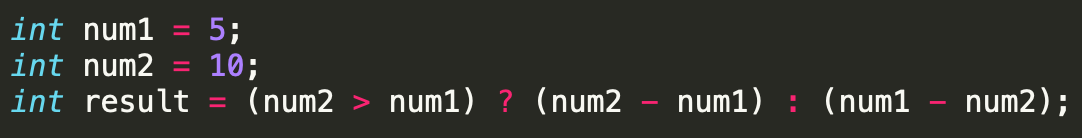 int num1 = 5;
int num2 = 10;
int result = (num2 > num1) ? (num2 - num1) : (num1 - num2);